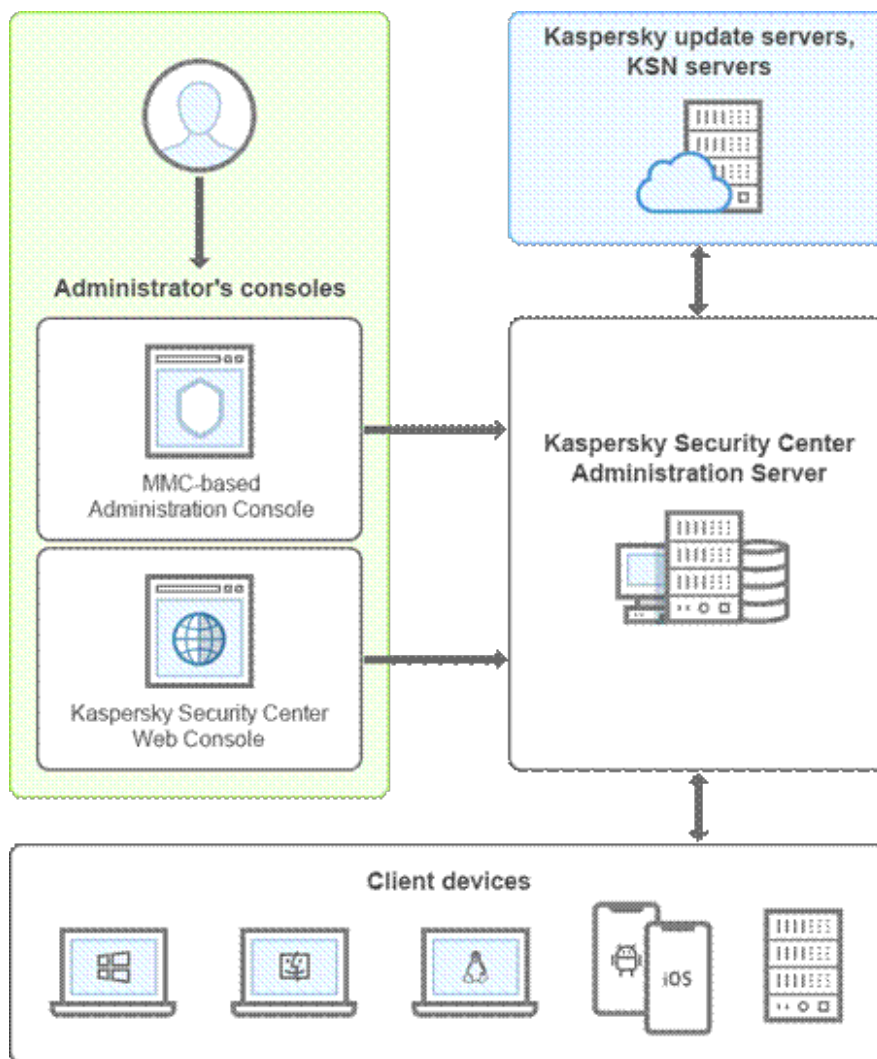 Kaspersky update servers,
KSN servers
Administrator's consoles
MMC-based
Administration Console
Kaspersky Security Center
Administration Server
Kaspersky Security Center
Web Console
Client devices
iOS